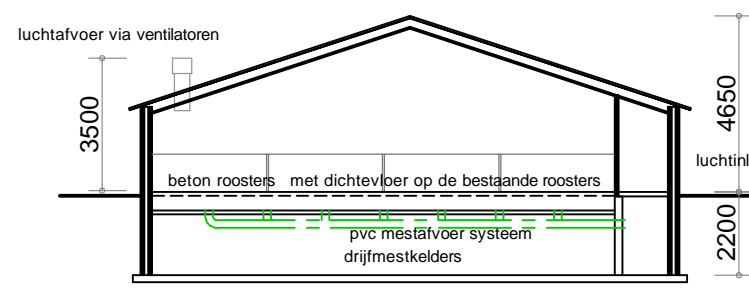 luchtafvoer via ventilatoren
3500
4650
luchtinl
beton roosters met dichtevloer op de bestaande roosters
pvc mestafvoer systeem
drijfmestkelders
2200